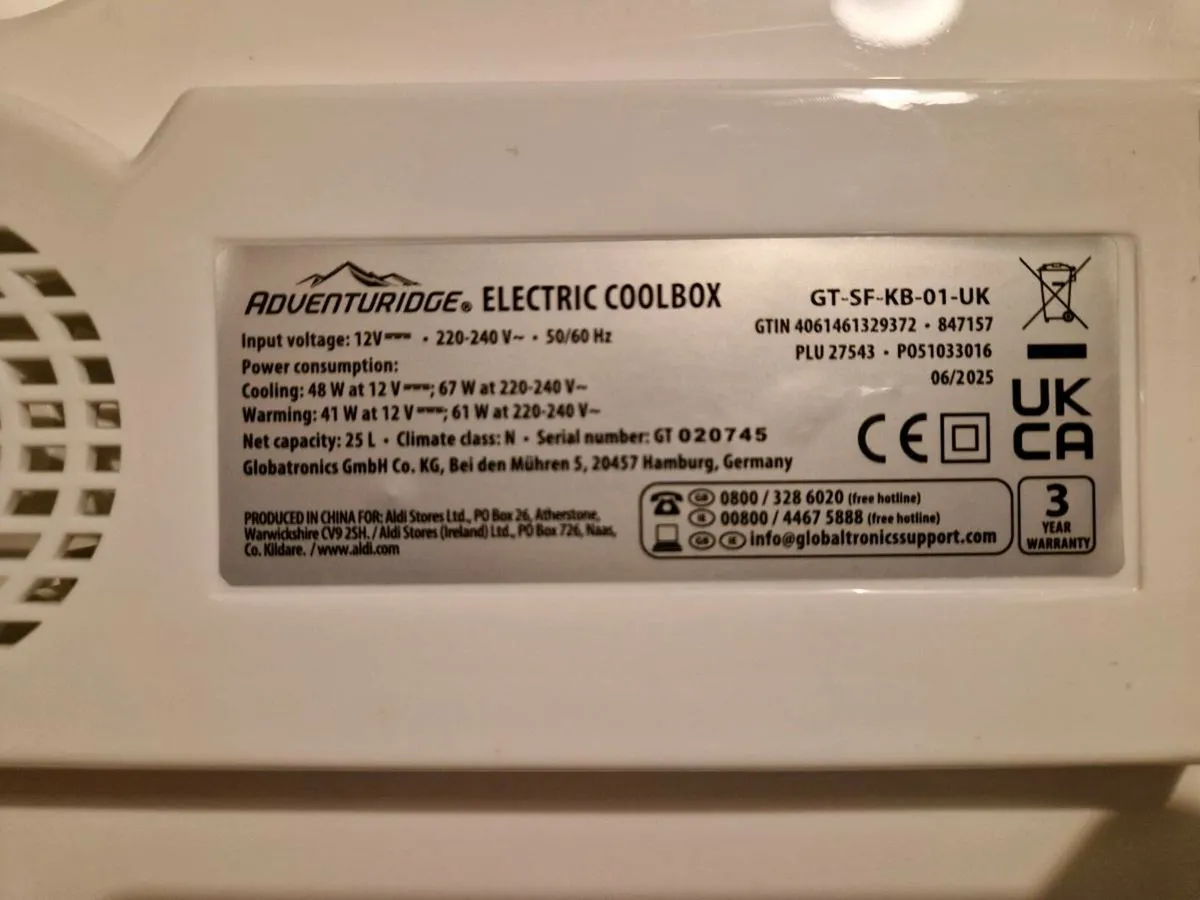 ADVENTURIDGE® ELECTRIC COOLBOX
Input voltage: 12V⎓ • 220-240 V~ • 50/60 Hz
Power consumption:
Cooling: 48 W at 12 V⎓; 67 W at 220-240 V~
Warming: 41 W at 12 V⎓; 61 W at 220-240 V~
Net capacity: 25 L • Climate class: N • Serial number: GT 020745
Globatronics GmbH Co. KG, Bei den Mühren 5, 20457 Hamburg, Germany
PRODUCED IN CHINA FOR: Aldi Stores Ltd., PO Box 26, Atherstone,
Warwickshire CV9 2SH. / Aldi Stores (Ireland) Ltd., PO Box 726, Naas,
Co. Kildare. / www.aldi.com
GT-SF-KB-01-UK
GTIN 4061461329372 • 847157
PLU 27543 • PO51033016
06/2025
CE
UK
CA
GB 0800 / 328 6020 (free hotline)
IE 00800 / 4467 5888 (free hotline)
GB IE info@globaltronicssupport.com
3
YEAR
WARRANTY